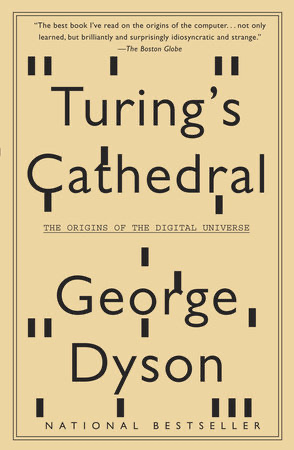 “The best book I’ve read on the origins of the computer. . . not only
learned, but brilliantly and surprisingly idiosyncratic and strange.”
—The Boston Globe
Turing’s
Cathedral
THE ORIGINS OF THE DIGITAL UNIVERSE
George
Dyson
NATIONAL BESTSELLER